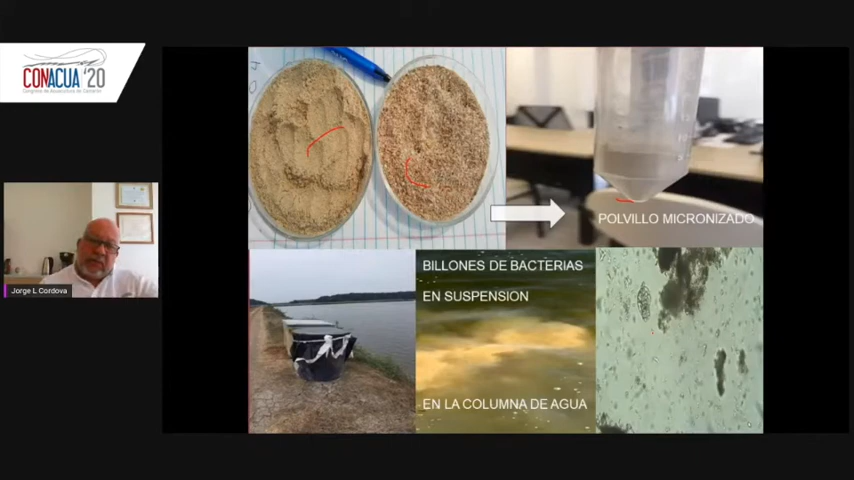 CONACUA '20
Congreso de Acuacultura de Camarón
Jorge L Cordova
POLVILLO MICRONIZADO
BILLONES DE BACTERIAS
EN SUSPENSION
EN LA COLUMNA DE AGUA